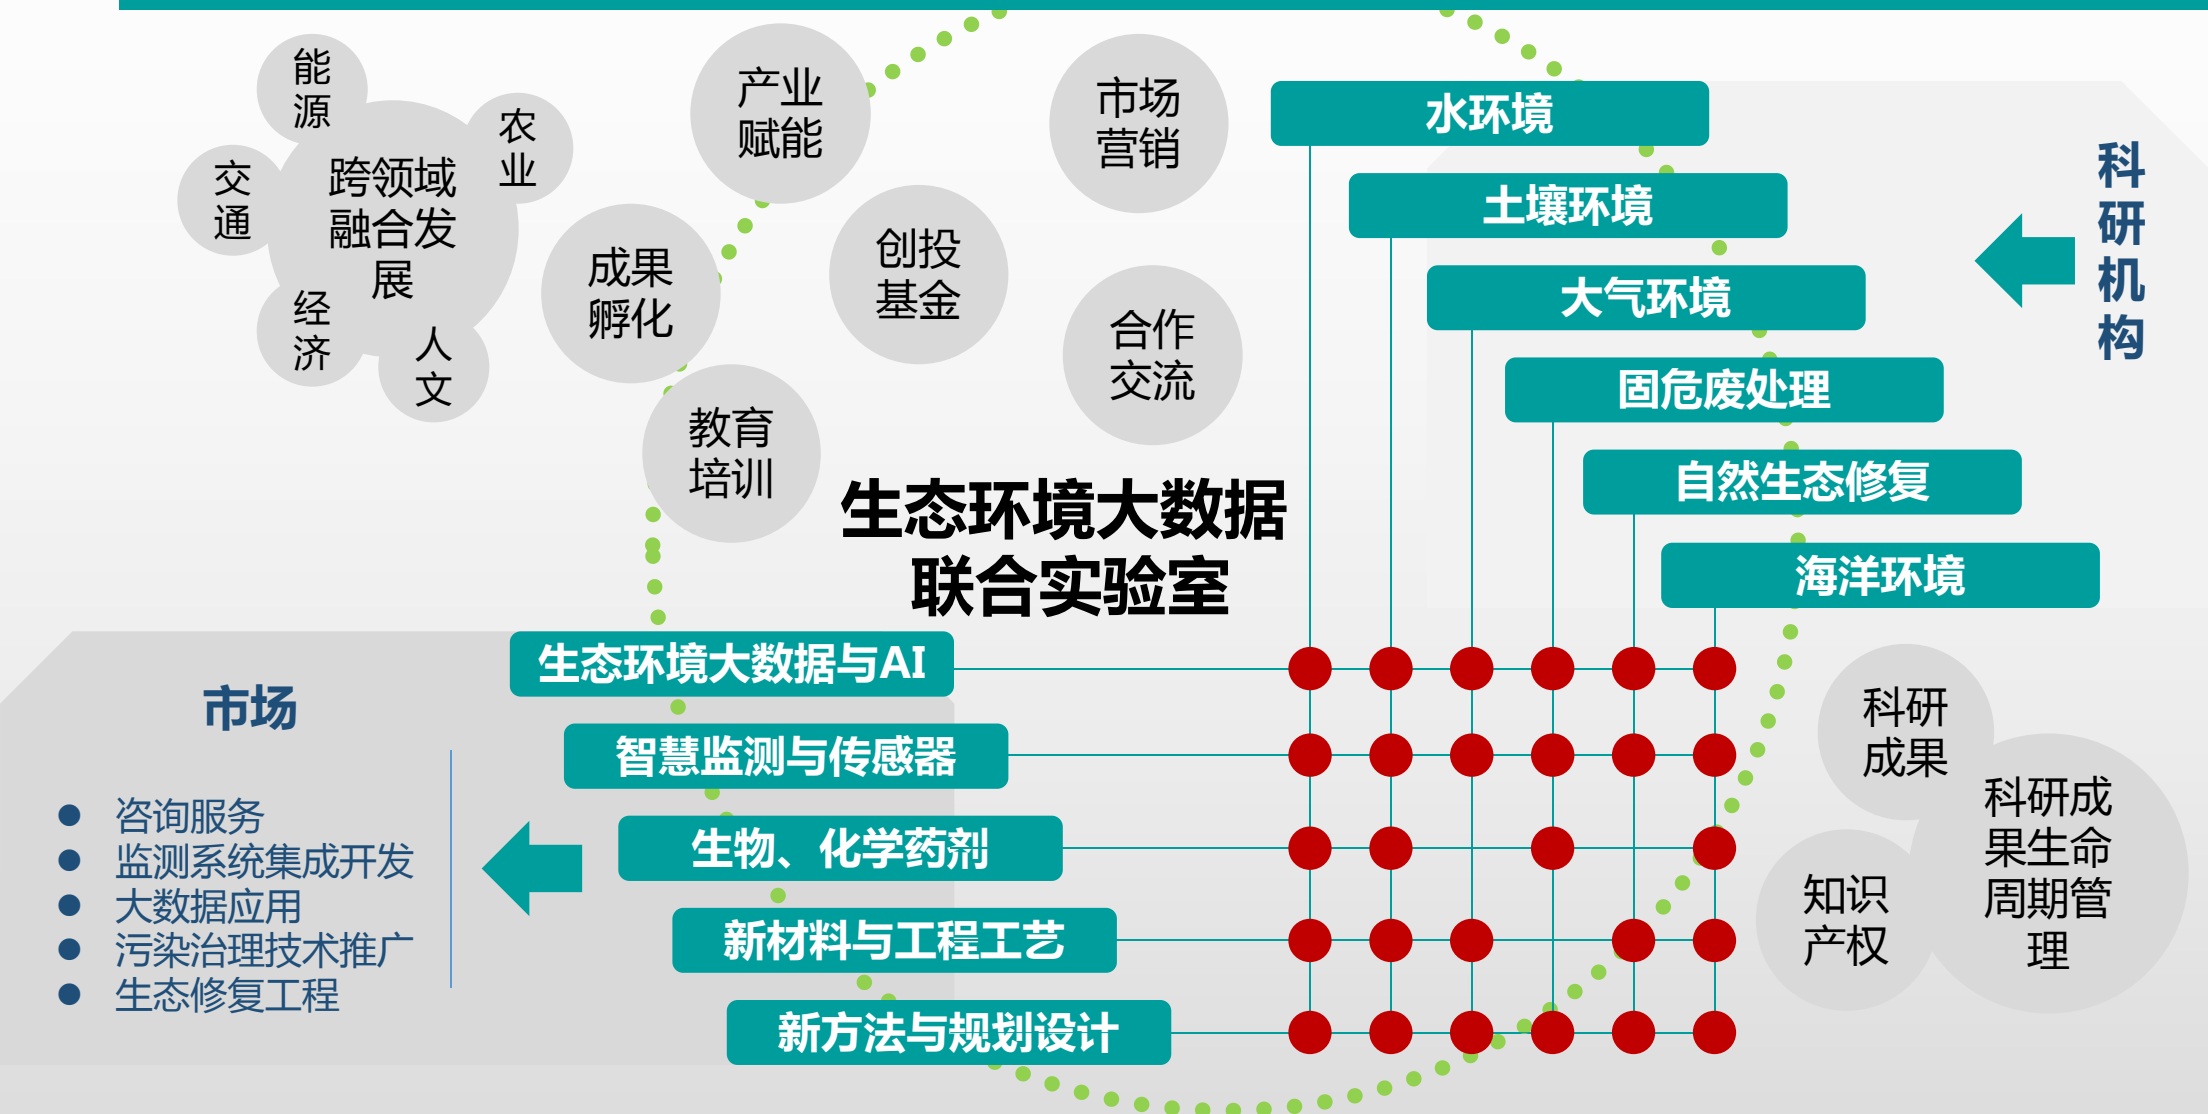 能
源
农
业
交
通
跨领域
融合发
展
经
济
人
文
产业
赋能
市场
营销
成果
孵化
创投
基金
合作
交流
教育
培训
水环境
土壤环境
大气环境
固危废处理
自然生态修复
海洋环境
科
研
机
构
生态环境大数据
联合实验室
生态环境大数据与AI
智慧监测与传感器
生物、化学药剂
新材料与工程工艺
新方法与规划设计
市场
咨询服务
监测系统集成开发
大数据应用
污染治理技术推广
生态修复工程
科研
成果
科研成
果生命
周期管
理
知识
产权